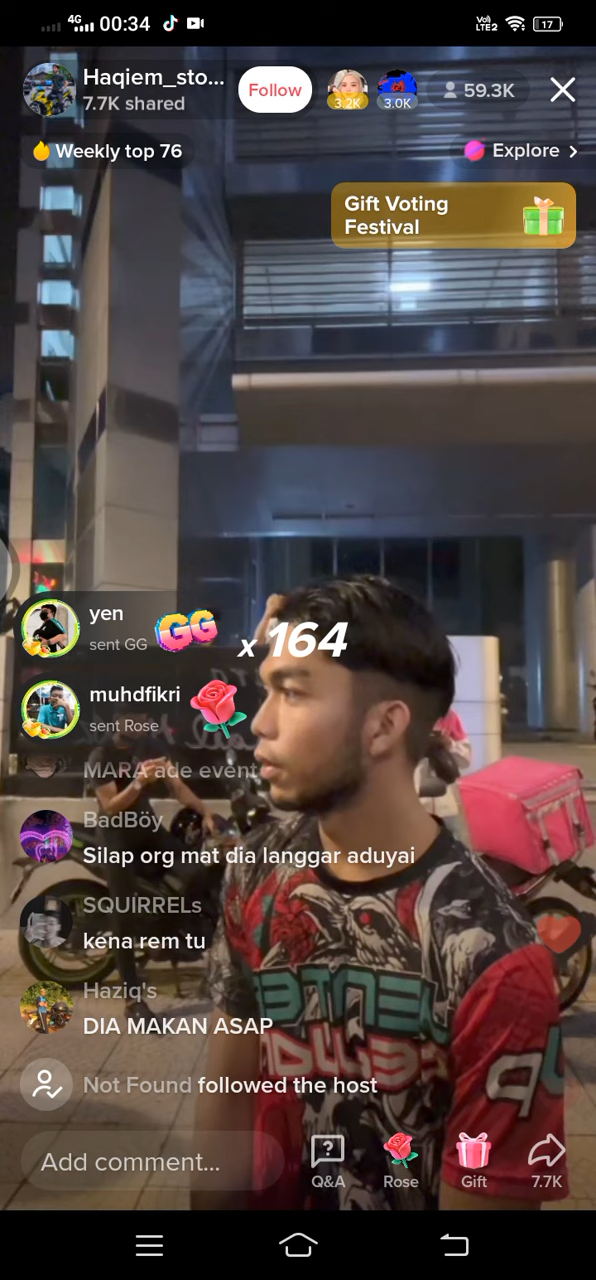 4G 00:34
VoI) LTE2 17
Haqiem_sto...
7.7K shared
Follow
3.2K
3.0K
59.3K
Weekly top 76
Explore
Gift Voting
Festival
yen
sent GG
GG
x 164
muhdfikri
sent Rose
MARA ade event
BadBöy
Silap org mat dia langgar aduyai
SQUIRRELs
kena rem tu
Haziq's
DIA MAKAN ASAP
Not Found followed the host
Add comment...
Q&A
Rose
Gift
7.7K